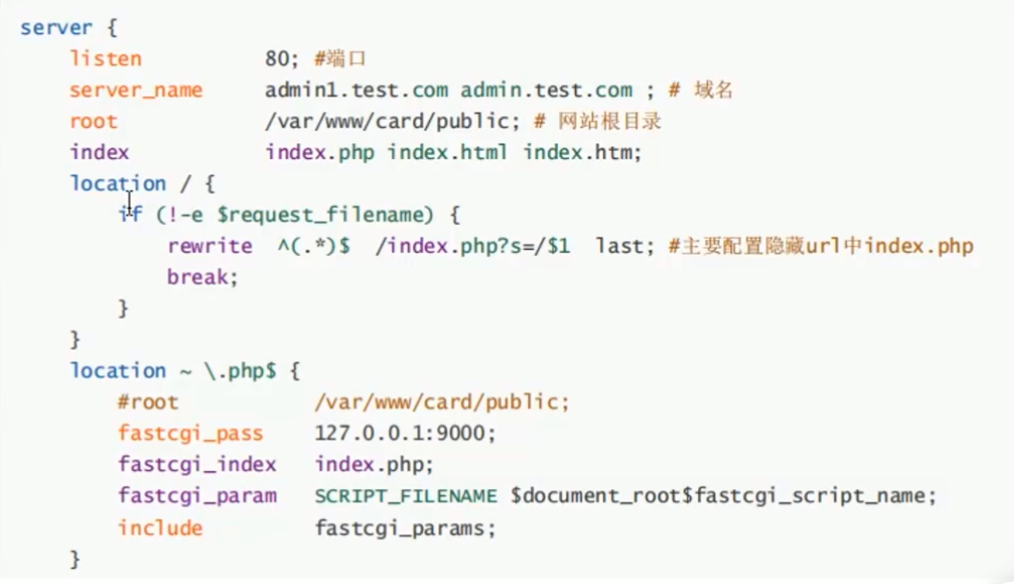 server {
    listen          80; #端口
    server_name     admin1.test.com admin.test.com ; # 域名
    root            /var/www/card/public; # 网站根目录
    index           index.php index.html index.htm;
    location / {
        if (!-e $request_filename) {
            rewrite  ^(.*)$  /index.php?s=/$1  last; #主要配置隐藏url中index.php
            break;
        }
    }
    location ~ \.php$ {
        #root           /var/www/card/public;
        fastcgi_pass    127.0.0.1:9000;
        fastcgi_index   index.php;
        fastcgi_param   SCRIPT_FILENAME $document_root$fastcgi_script_name;
        include         fastcgi_params;
    }